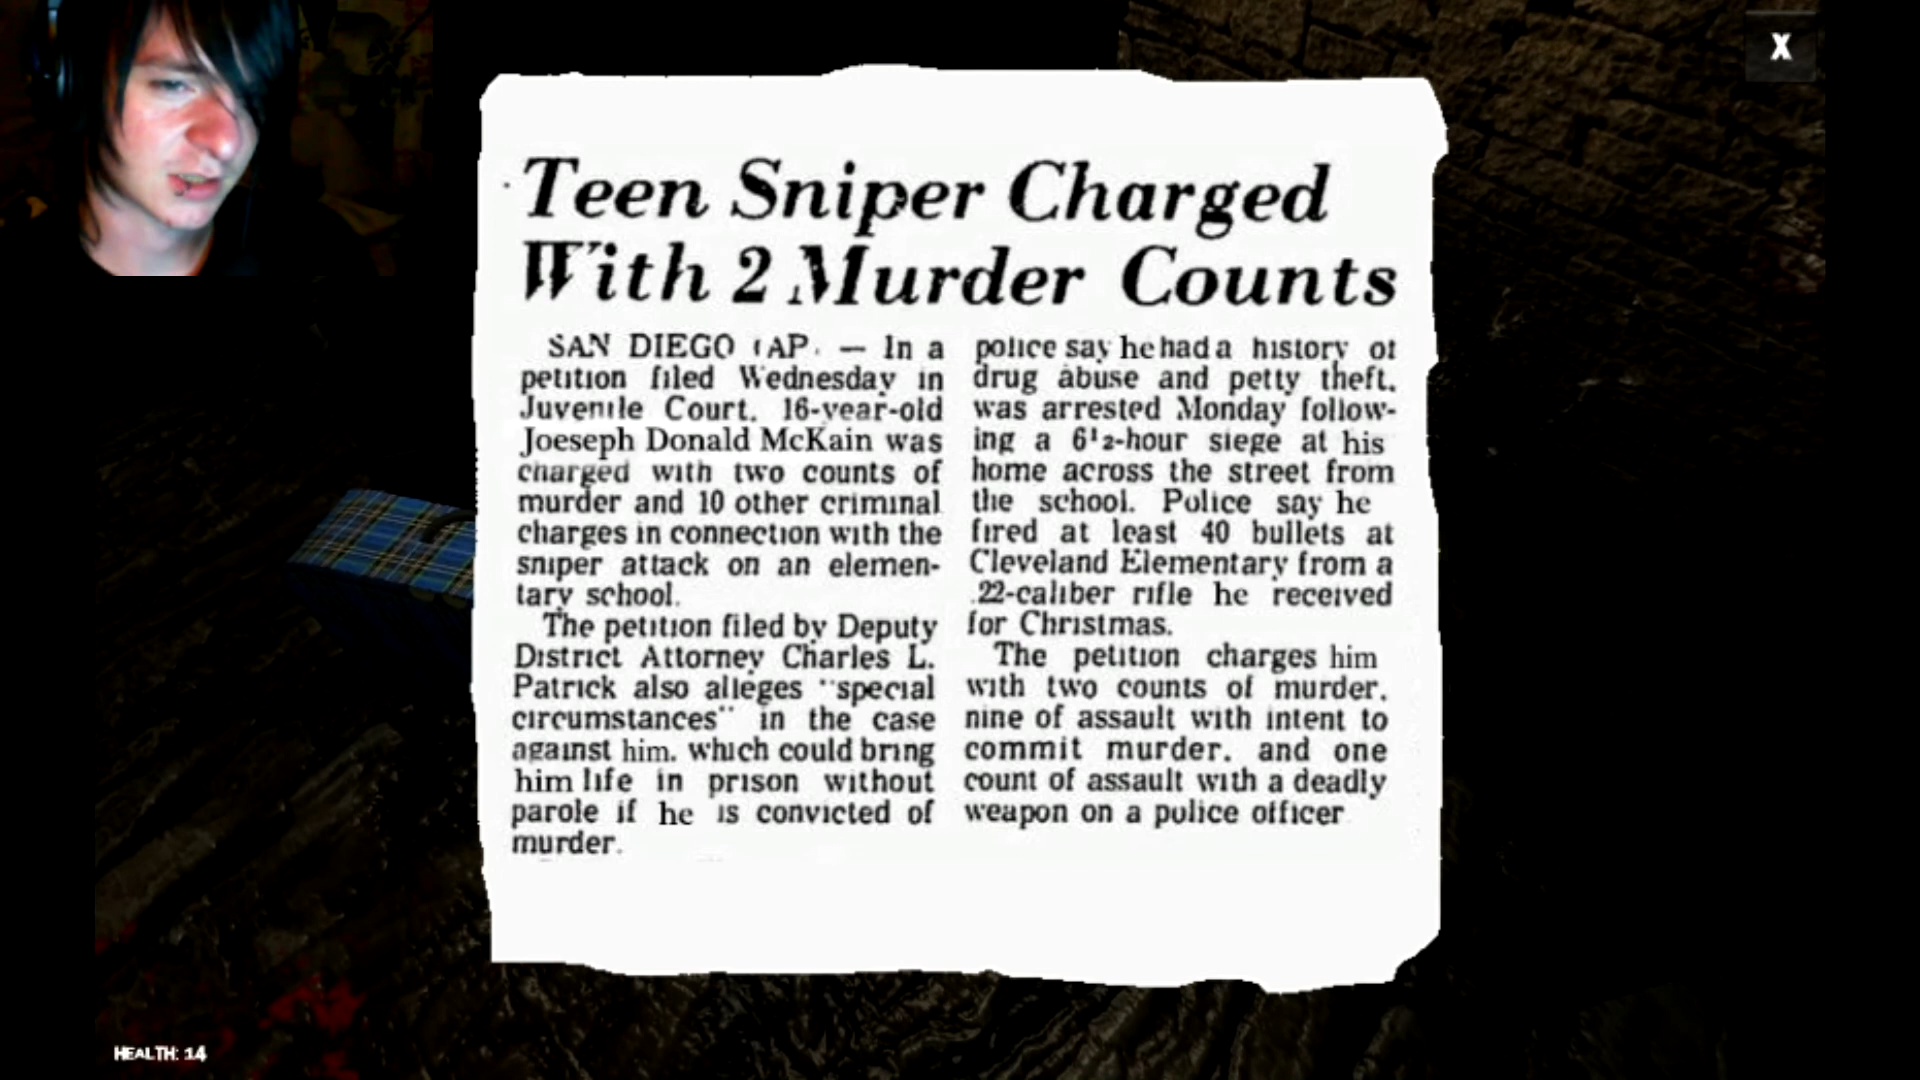 X
Teen Sniper Charged
With 2 Murder Counts
SAN DIEGO (AP. — In a
petition filed Wednesday in
Juvenile Court. 16-year-old
Joeseph Donald McKain was
charged with two counts of
murder and 10 other criminal
charges in connection with the
sniper attack on an elemen-
tary school.
The petition filed by Deputy
District Attorney Charles L.
Patrick also alleges "special
circumstances" in the case
against him. which could bring
him life in prison without
parole if he is convicted of
murder.
police say he had a history of
drug abuse and petty theft.
was arrested Monday follow-
ing a 6½-hour siege at his
home across the street from
the school. Police say he
fired at least 40 bullets at
Cleveland Elementary from a
.22-caliber rifle he received
for Christmas.
The petition charges him
with two counts of murder.
nine of assault with intent to
commit murder. and one
count of assault with a deadly
weapon on a police officer
HEALTH: 14